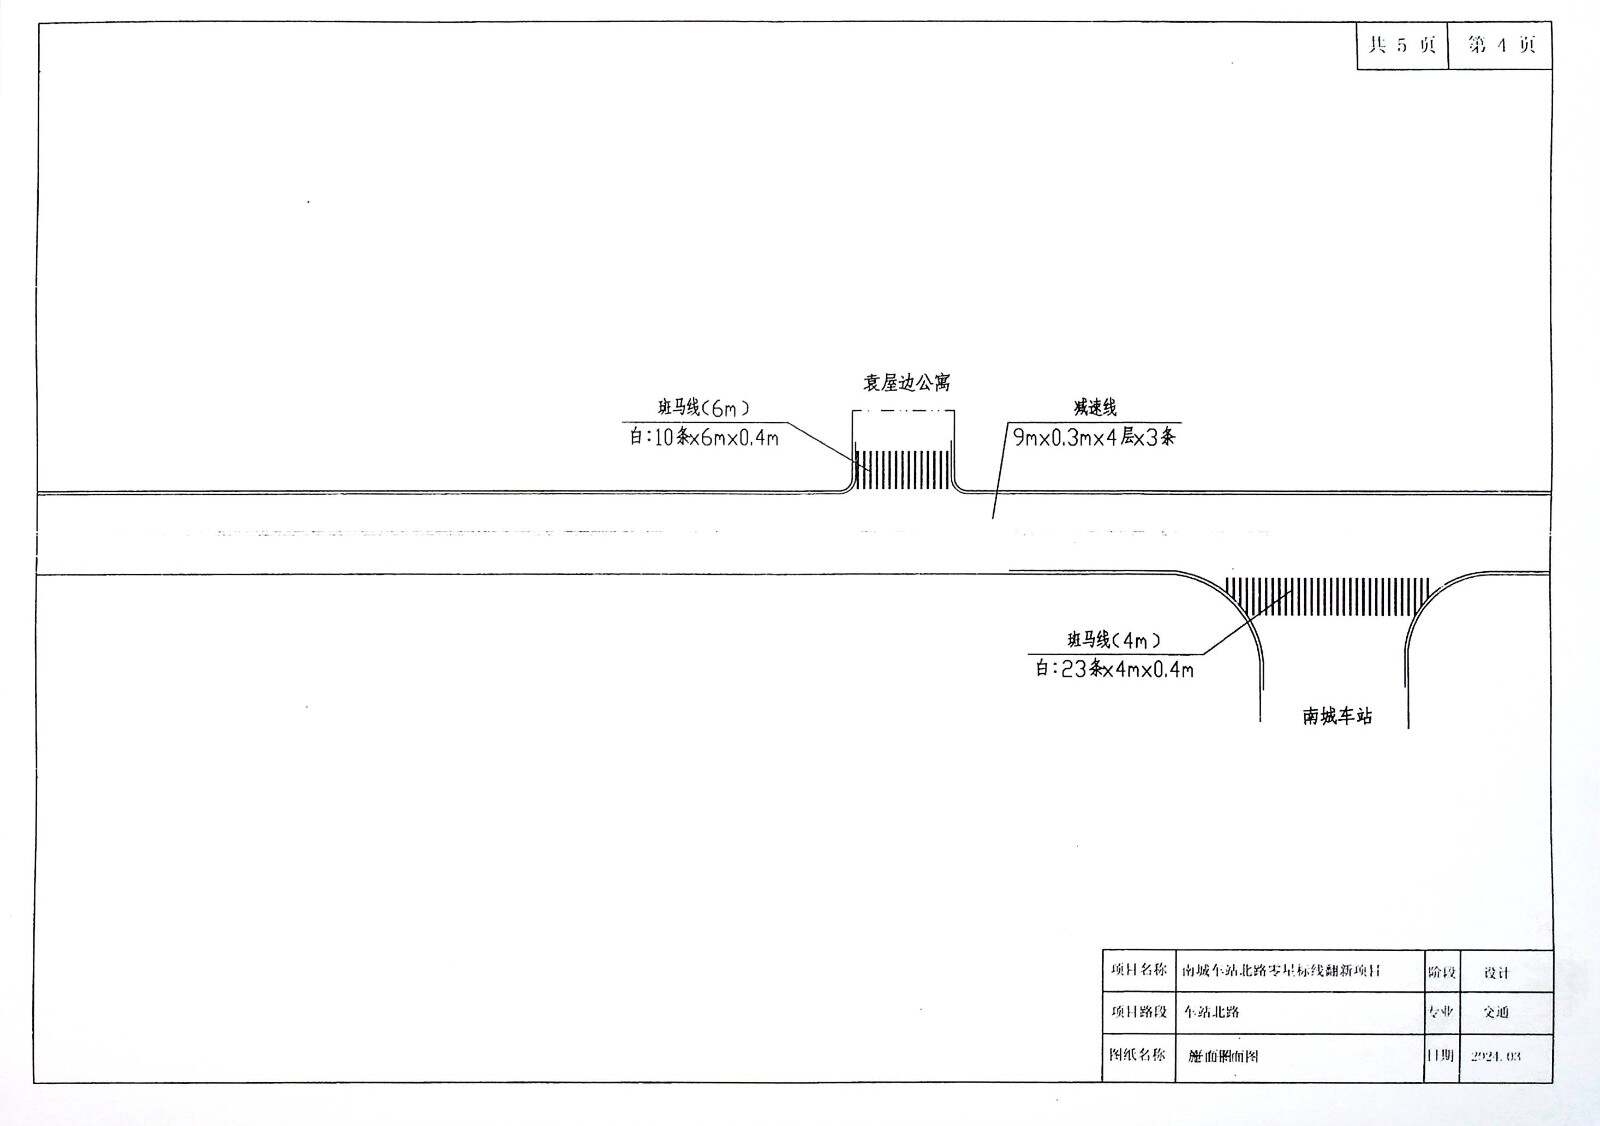 共 5 页 第 4 页
袁屋边公寓
班马线(6m)
白:10条x6mx0.4m
减速线
9mx0.3mx4层x3条
班马线(4m)
白:23条x4mx0.4m
南城车站
项目名称 南城车站北路零星标线翻新项目 阶段 设计
项目路段 车站北路 专业 交通
图纸名称 面图 日期 2024.03